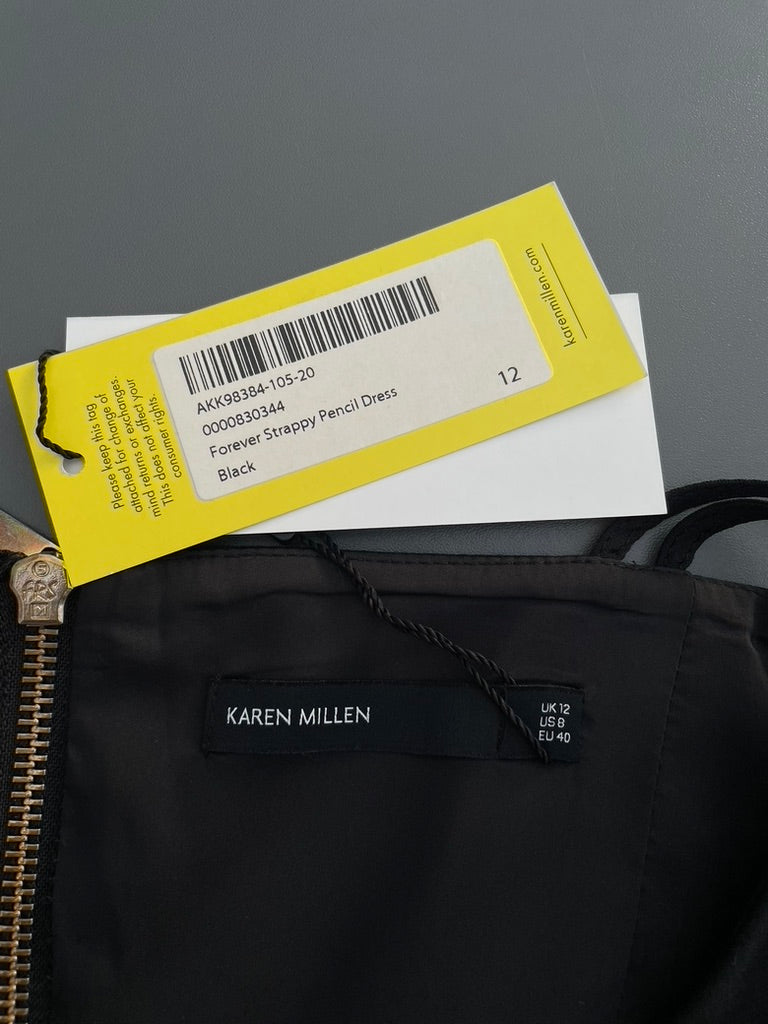 karenmillen.com
AKK98384-105-20
0000830344
Forever Strappy Pencil Dress
Black
12
Please keep this tag
attached for change of
mind returns or exchanges.
This does not affect your
consumer rights.
KAREN MILLEN
UK 12
US 8
EU 40